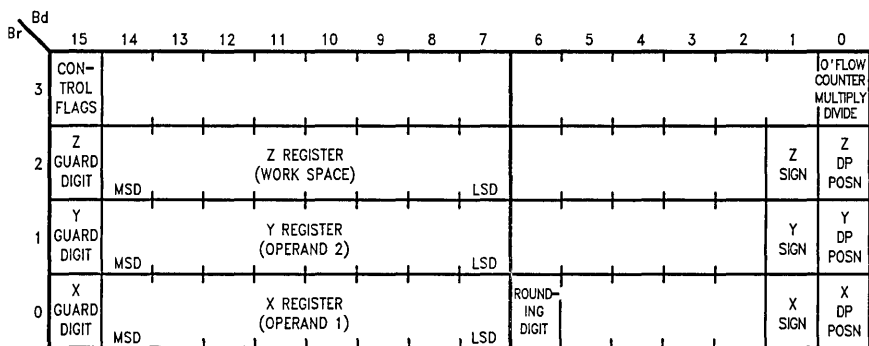 Bd
Br
15 14 13 12 11 10 9 8 7 6 5 4 3 2 1 0
3
CON-
TROL
FLAGS
O'FLOW
COUNTER
MULTIPLY
DIVIDE
2
Z
GUARD
DIGIT
MSD
Z REGISTER
(WORK SPACE)
LSD
Z
SIGN
Z
DP
POSN
1
Y
GUARD
DIGIT
MSD
Y REGISTER
(OPERAND 2)
LSD
Y
SIGN
Y
DP
POSN
0
X
GUARD
DIGIT
MSD
X REGISTER
(OPERAND 1)
LSD
ROUND-
ING
DIGIT
X
SIGN
X
DP
POSN